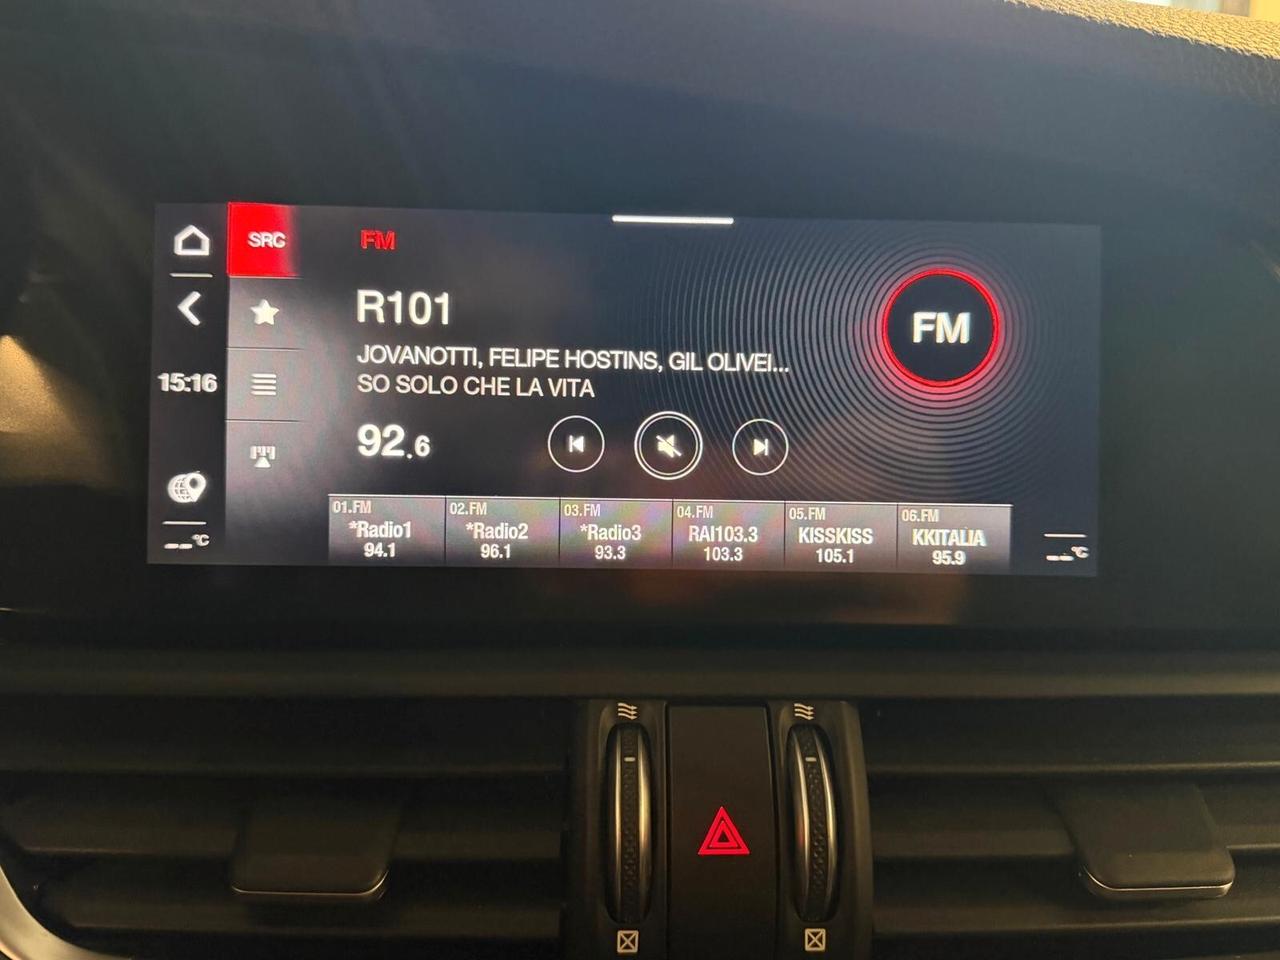 SRC
FM
R101
FM
JOVANOTTI, FELIPE HOSTINS, GIL OLIVEI...
15:16
SO SOLO CHE LA VITA
92.6
01.FM
*Radio1
94.1
02.FM
*Radio2
96.1
03.FM
*Radio3
93.3
04.FM
RAI103.3
103.3
05.FM
KISSKISS
105.1
06.FM
KKITALIA
95.9
--°C
--°C